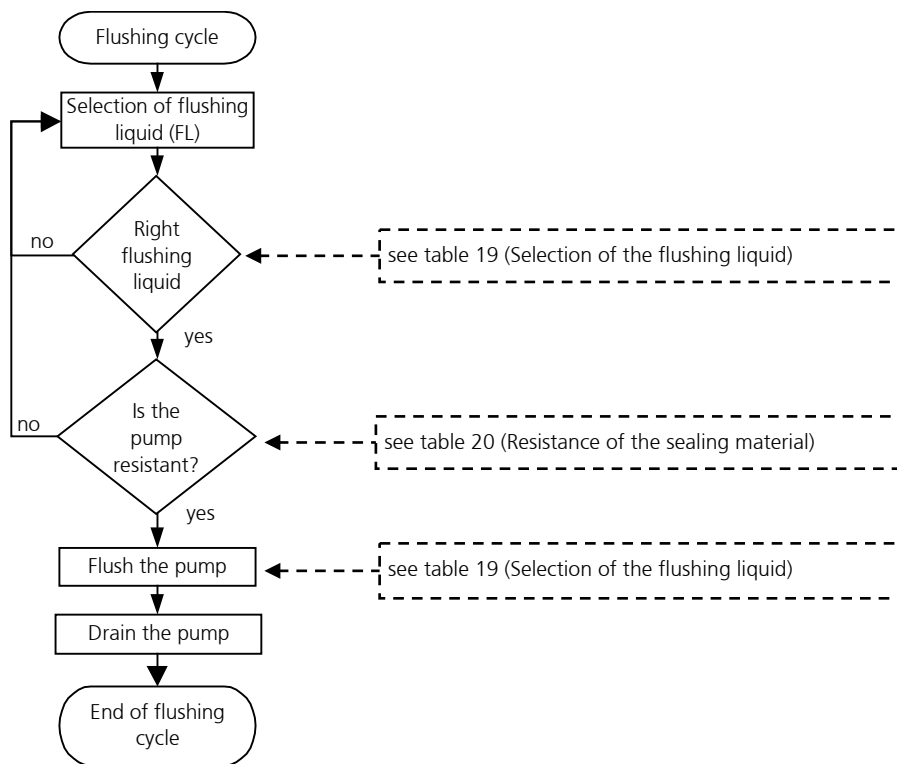 Flushing cycle
Selection of flushing
liquid (FL)
Right
flushing
liquid
no
see table 19 (Selection of the flushing liquid)
yes
Is the
pump
resistant?
no
see table 20 (Resistance of the sealing material)
yes
Flush the pump
see table 19 (Selection of the flushing liquid)
Drain the pump
End of flushing
cycle